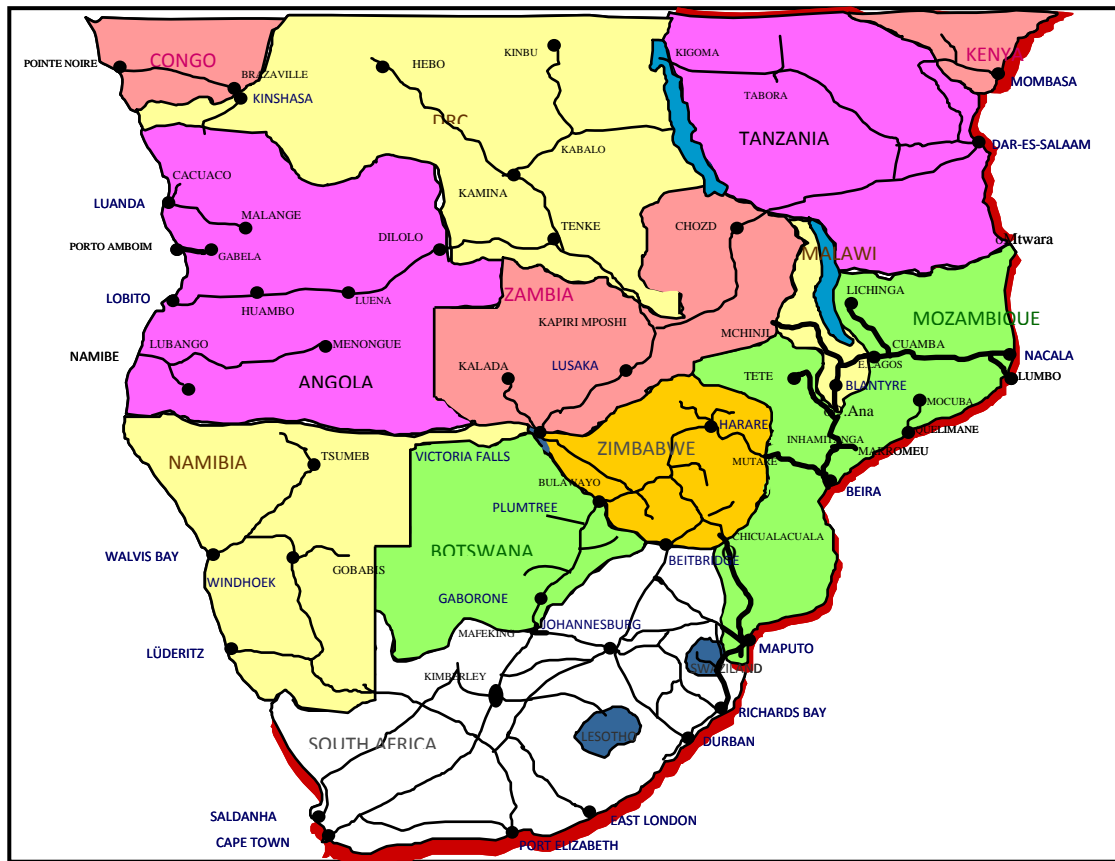 CONGO
POINTE NOIRE
BRAZAVILLE
KINSHASA
HEBO
KINBU
DRC
KABALO
KAMINA
TENKE
KIGOMA
TABORA
TANZANIA
KENYA
MOMBASA
DAR-ES-SALAAM
Mtwara
CACUACO
LUANDA
MALANGE
PORTO AMBOIM
GABELA
DILOLO
LOBITO
HUAMBO
LUENA
LUBANGO
NAMIBE
MENONGUE
ANGOLA
CHOZD
ZAMBIA
KAPIRI MPOSHI
KALADA
LUSAKA
MALAWI
LICHINGA
MOZAMBIQUE
MCHINJI
CUAMBA
E.LAGOS
NACALA
LUMBO
TETE
BLANTYRE
MOCUBA
.Ana
QUELIMANE
INHAMITANGA
MARROMEU
NAMIBIA
TSUMEB
VICTORIA FALLS
ZIMBABWE
HARARE
MUTARE
BEIRA
BULAWAYO
PLUMTREE
CHICUALACUALA
BOTSWANA
BEITBRIDGE
WALVIS BAY
WINDHOEK
GOBABIS
GABORONE
MAFEKING
JOHANNESBURG
MAPUTO
LÜDERITZ
KIMBERLEY
SWAZILAND
RICHARDS BAY
SOUTH AFRICA
LESOTHO
DURBAN
SALDANHA
CAPE TOWN
EAST LONDON
PORT ELIZABETH